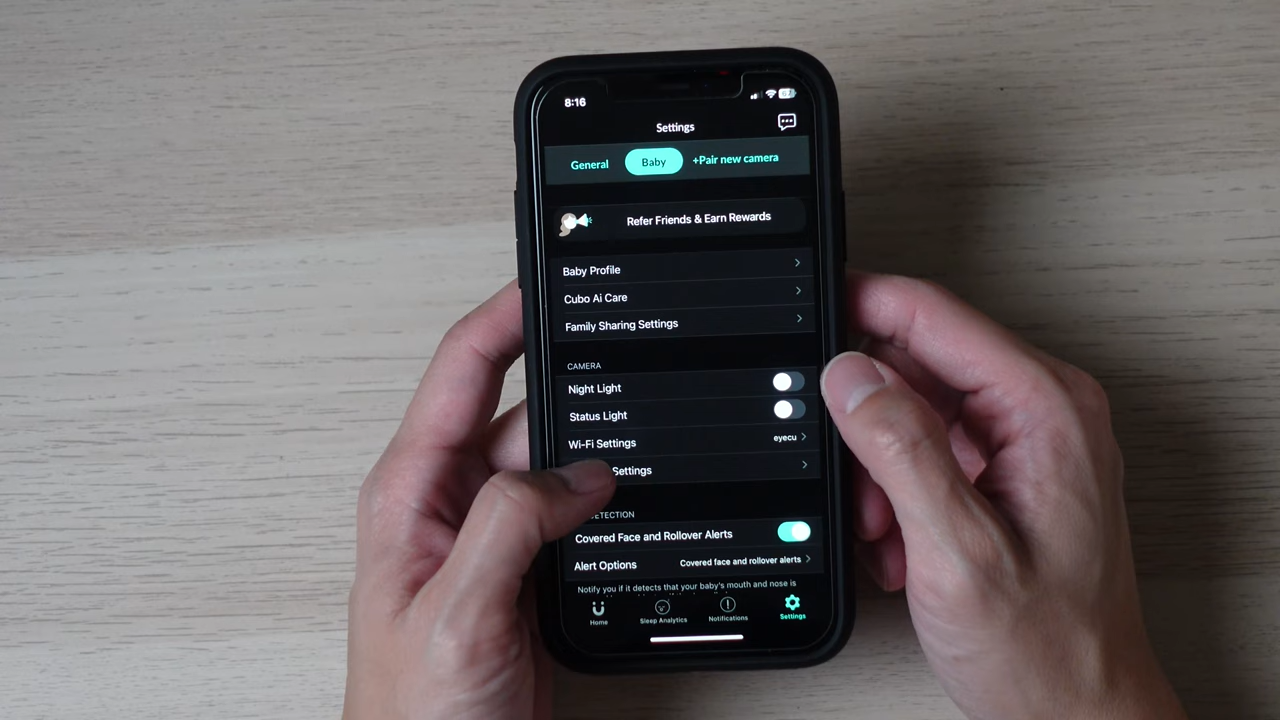 8:16
Settings
General Baby +Pair new camera
Refer Friends & Earn Rewards
Baby Profile
Cubo Ai Care
Family Sharing Settings
CAMERA
Night Light
Status Light
Wi-Fi Settings eyecu
Settings
ETECTION
Covered Face and Rollover Alerts
Alert Options Covered face and rollover alerts
Notify you if it detects that your baby's mouth and nose is
Home Sleep Analytics Notifications Settings